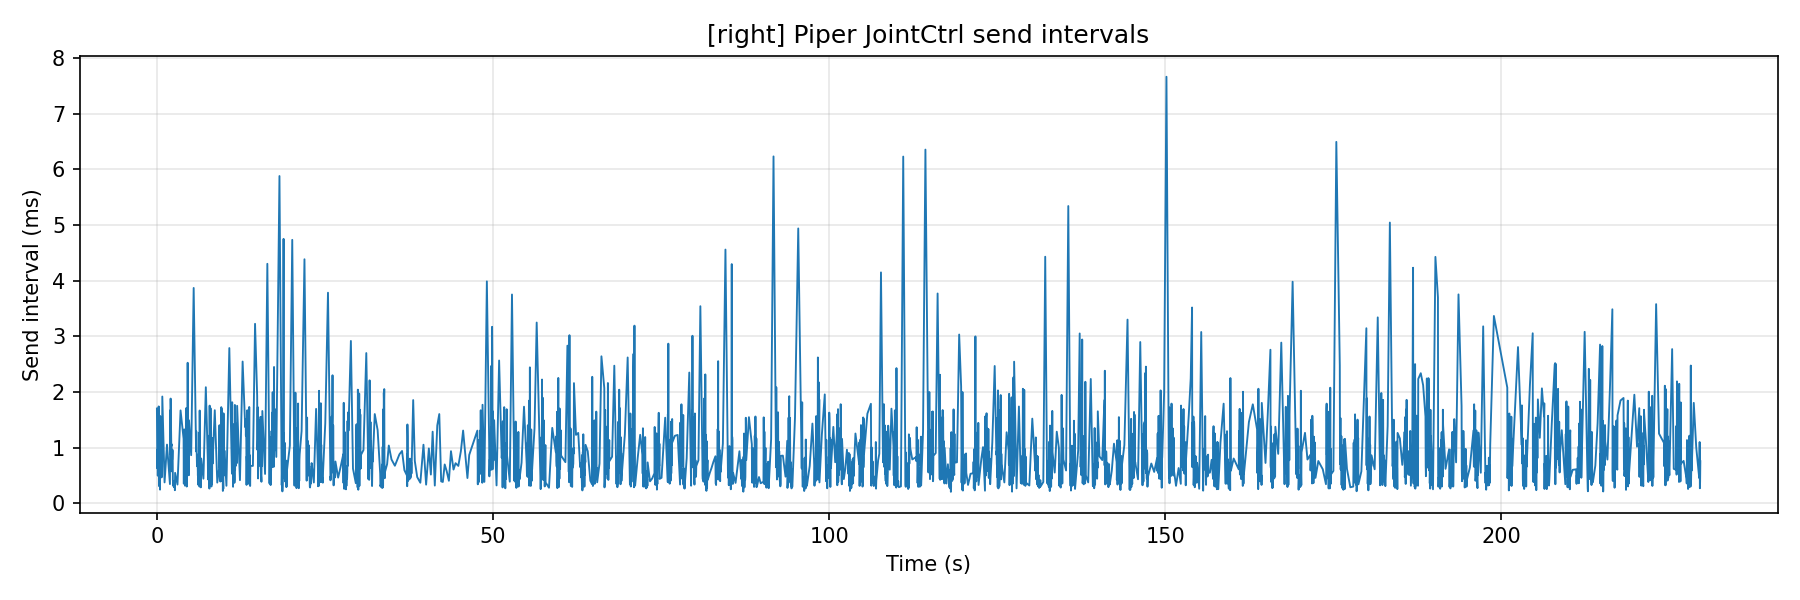 [right] Piper JointCtrl send intervals
Send interval (ms)
8
7
6
5
4
3
2
1
0
0 50 100 150 200
Time (s)